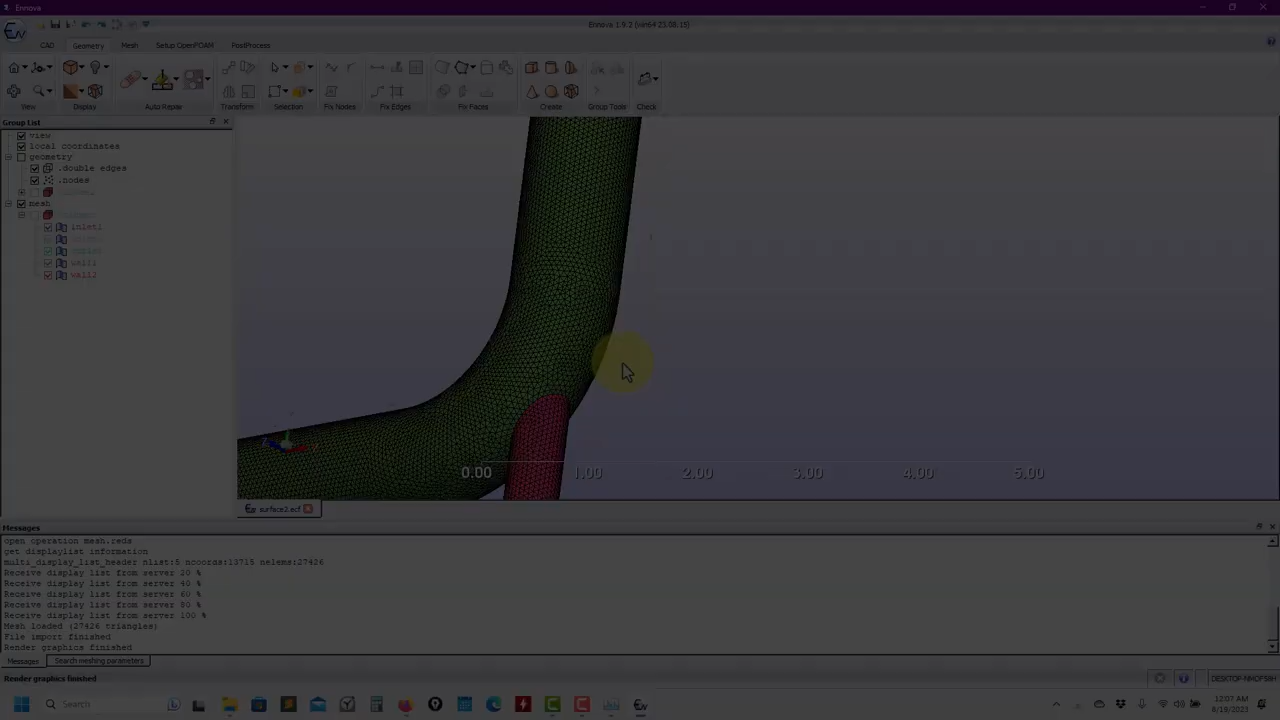 Ennova
Ennova 1.9.2 (win64 23.08.15)
CAD
Geometry
Mesh
Setup OpenFOAM
PostProcess
View
Display
Auto Repair
Transform
Selection
Fix Nodes
Fix Edges
Fix Faces
Create
Group Tools
Check
Group List
view
local coordinates
geometry
.double edges
.nodes
mesh
inlet1
wall1
wall2
0.00
1.00
2.00
3.00
4.00
5.00
surface2.ecf
Messages
open operation mesh.reds
get displaylist information
multi_display_list_header nlist:5 ncoords:13715 nelems:27426
Receive display list from server 20 %
Receive display list from server 40 %
Receive display list from server 60 %
Receive display list from server 80 %
Receive display list from server 100 %
Mesh loaded (27426 triangles)
File import finished
Render graphics finished
Messages
Search meshing parameters
Render graphics finished
DESKTOP-NMOF58H
Search
12:07 AM
8/19/2023